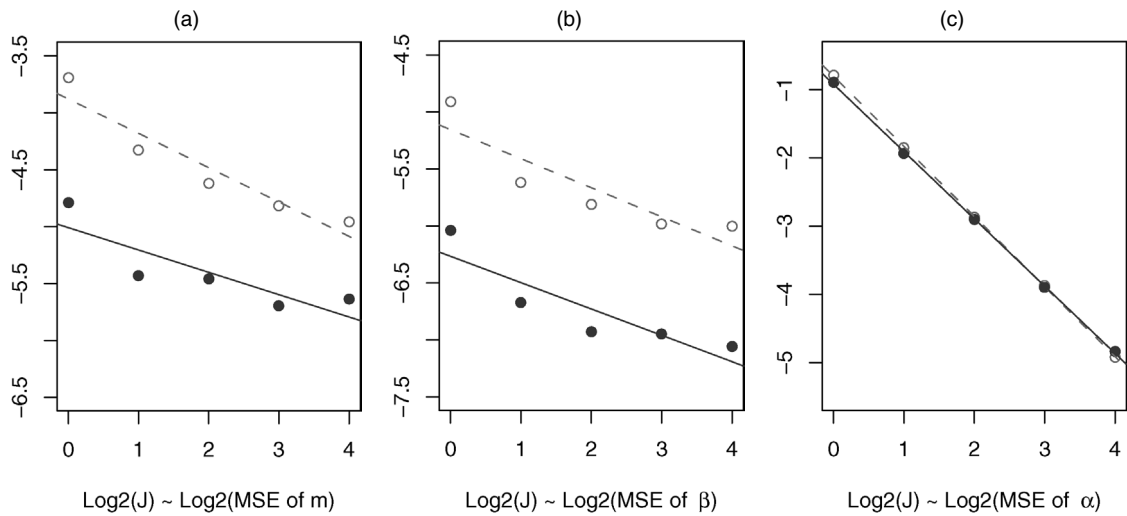 (a) (b) (c)
−3.5 −4.5 −5.5 −6.5
−4.5 −5.5 −6.5 −7.5
−1 −2 −3 −4 −5
0 1 2 3 4 0 1 2 3 4 0 1 2 3 4
Log2(J) ~ Log2(MSE of m) Log2(J) ~ Log2(MSE of β) Log2(J) ~ Log2(MSE of α)